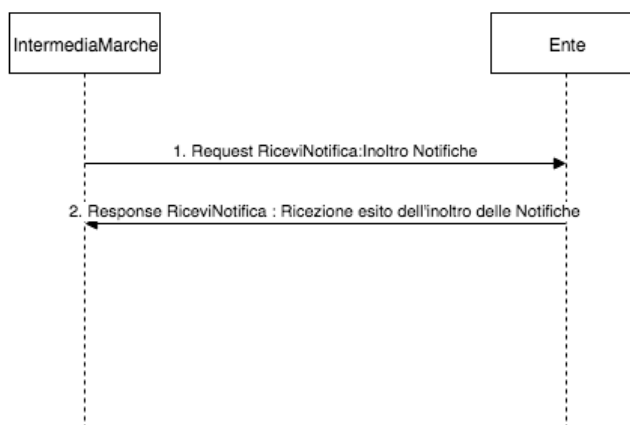 IntermediaMarche
Ente
1. Request RiceviNotifica:Inoltro Notifiche
2. Response RiceviNotifica : Ricezione esito dell'inoltro delle Notifiche